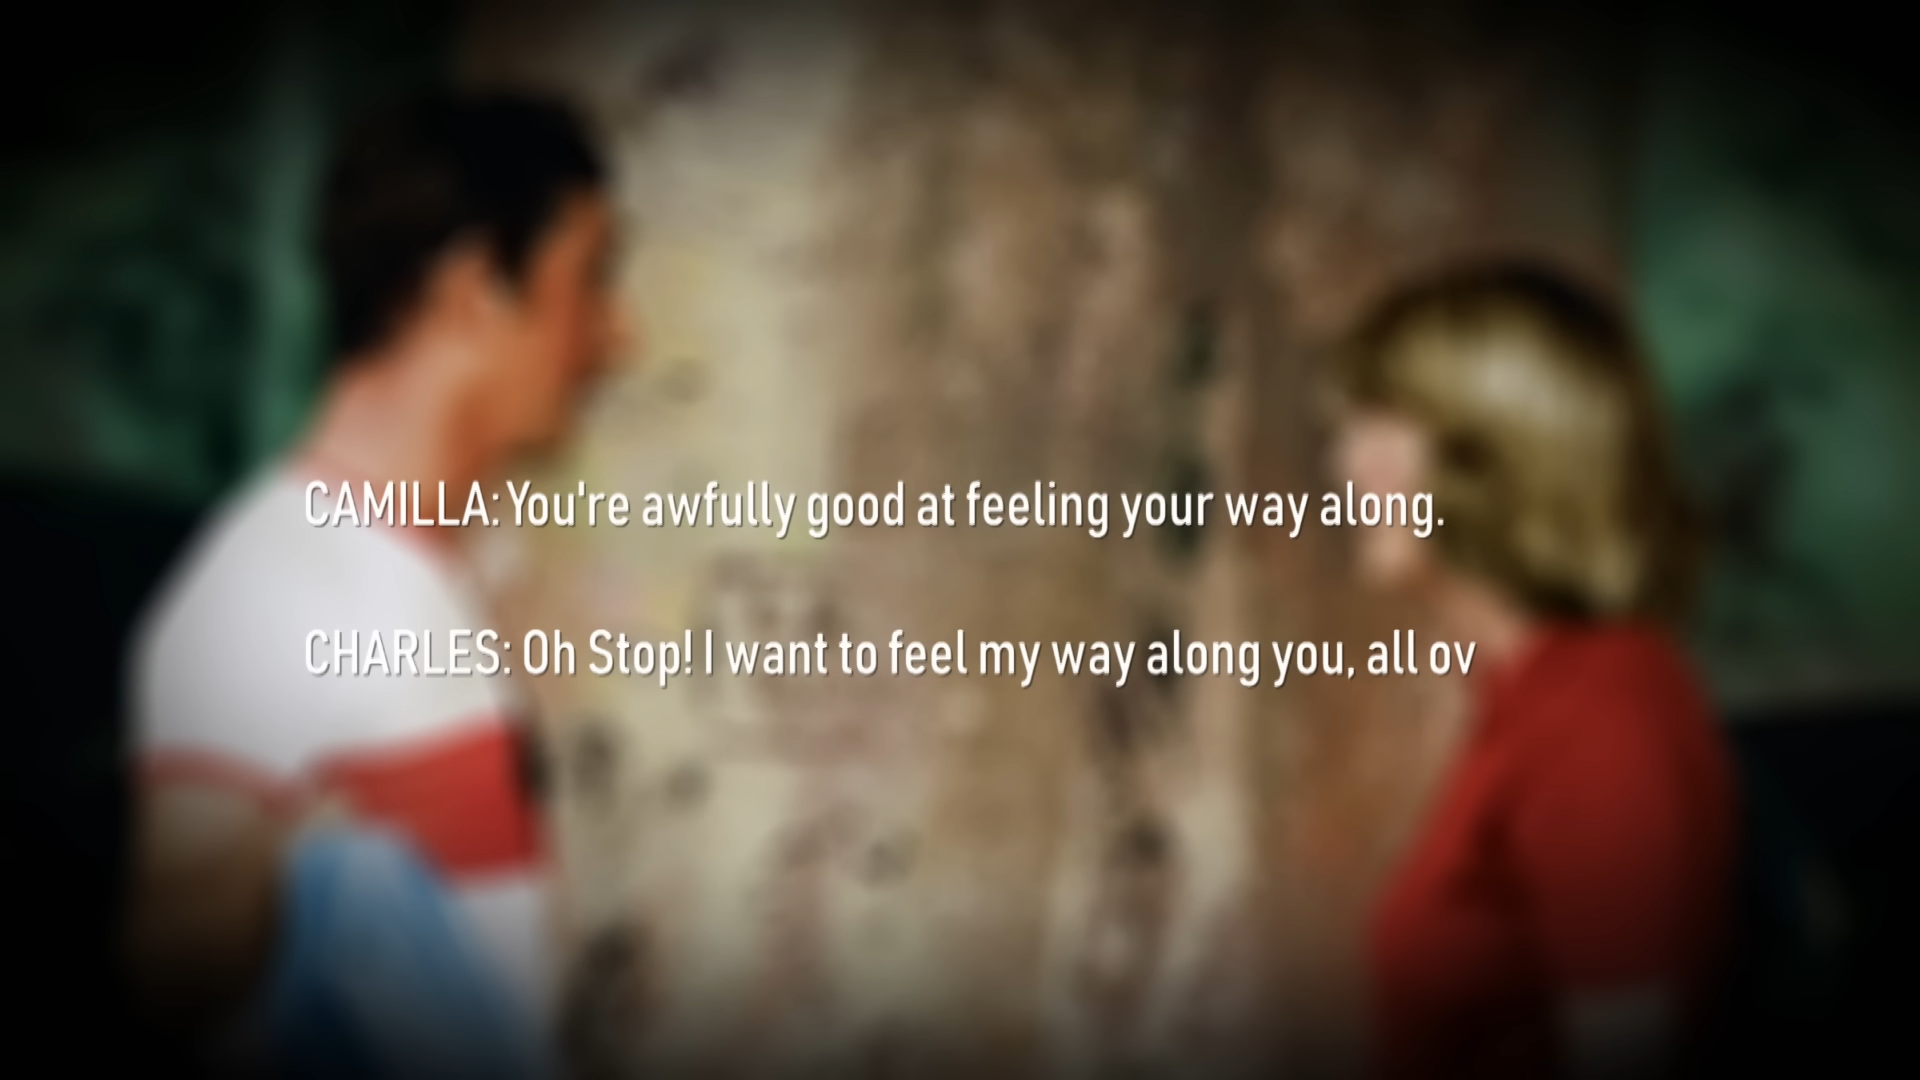 CAMILLA: You're awfully good at feeling your way along.
CHARLES: Oh Stop! I want to feel my way along you, all ov